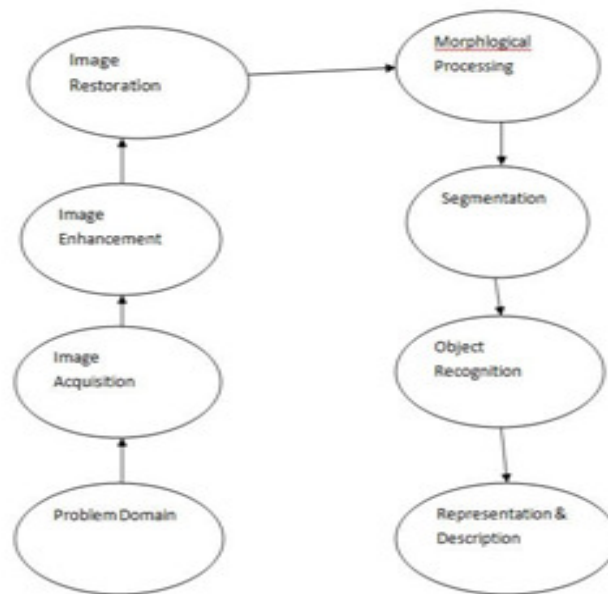 Image
Restoration
Morphlogical
Processing
Image
Enhancement
Segmentation
Image
Acquisition
Object
Recognition
Problem Domain
Representation &
Description